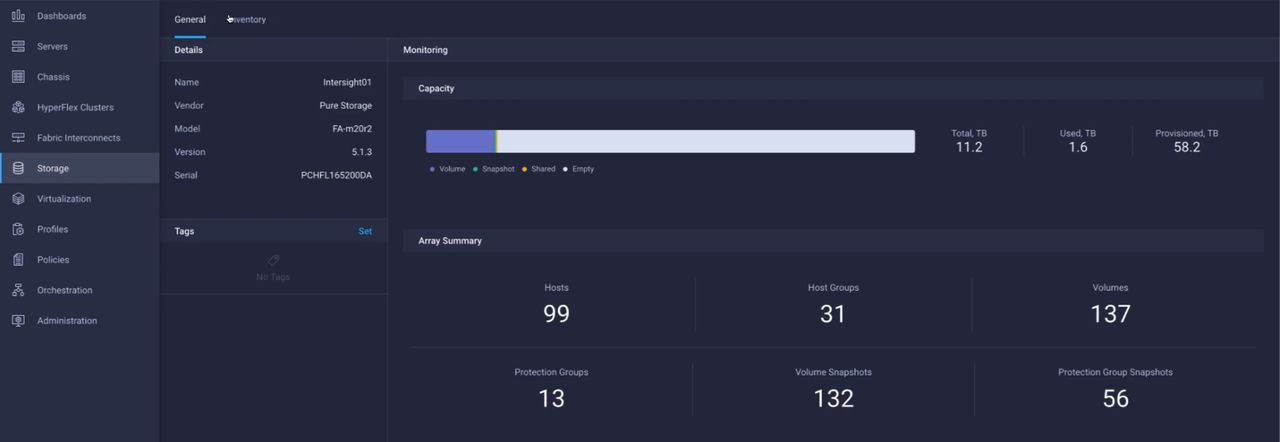 Dashboards
Servers
Chassis
HyperFlex Clusters
Fabric Interconnects
Storage
Virtualization
Profiles
Policies
Orchestration
Administration
General Inventory
Details
Name Intersight01
Vendor Pure Storage
Model FA-m20r2
Version 5.1.3
Serial PCHFL165200DA
Tags Set
No Tags
Monitoring
Capacity
Total, TB Used, TB Provisioned, TB
11.2 1.6 58.2
Volume Snapshot Shared Empty
Array Summary
Hosts Host Groups Volumes
99 31 137
Protection Groups Volume Snapshots Protection Group Snapshots
13 132 56